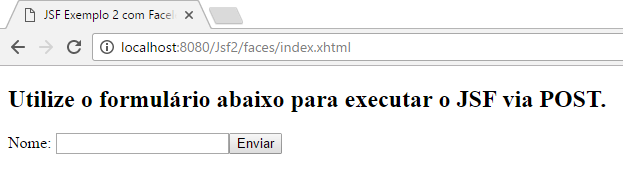 JSF Exemplo 2 com Facel
localhost:8080/Jsf2/faces/index.xhtml
Utilize o formulário abaixo para executar o JSF via POST.
Nome: Enviar